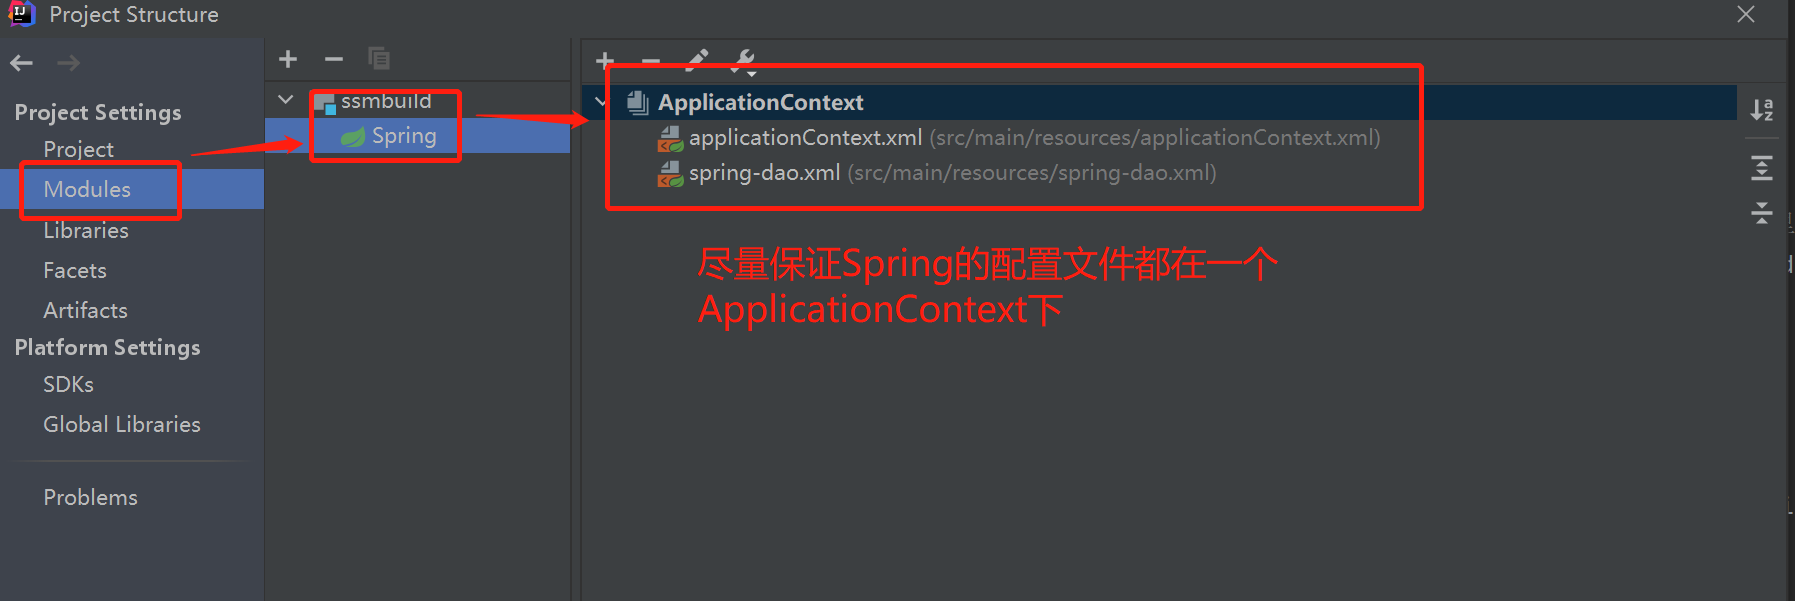 Project Structure
Project Settings
Project
Modules
Libraries
Facets
Artifacts
Platform Settings
SDKs
Global Libraries
Problems
ssmbuild
Spring
ApplicationContext
applicationContext.xml (src/main/resources/applicationContext.xml)
spring-dao.xml (src/main/resources/spring-dao.xml)
尽量保证Spring的配置文件都在一个
ApplicationContext下